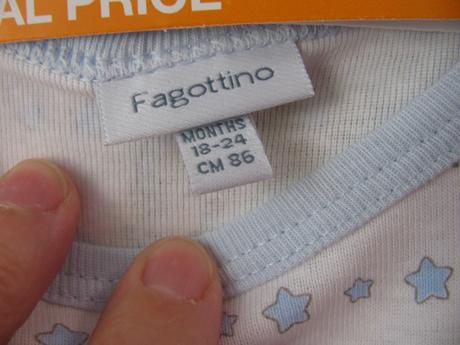 AL PRICE
Fagottino
MONTHS
18-24
CM 86